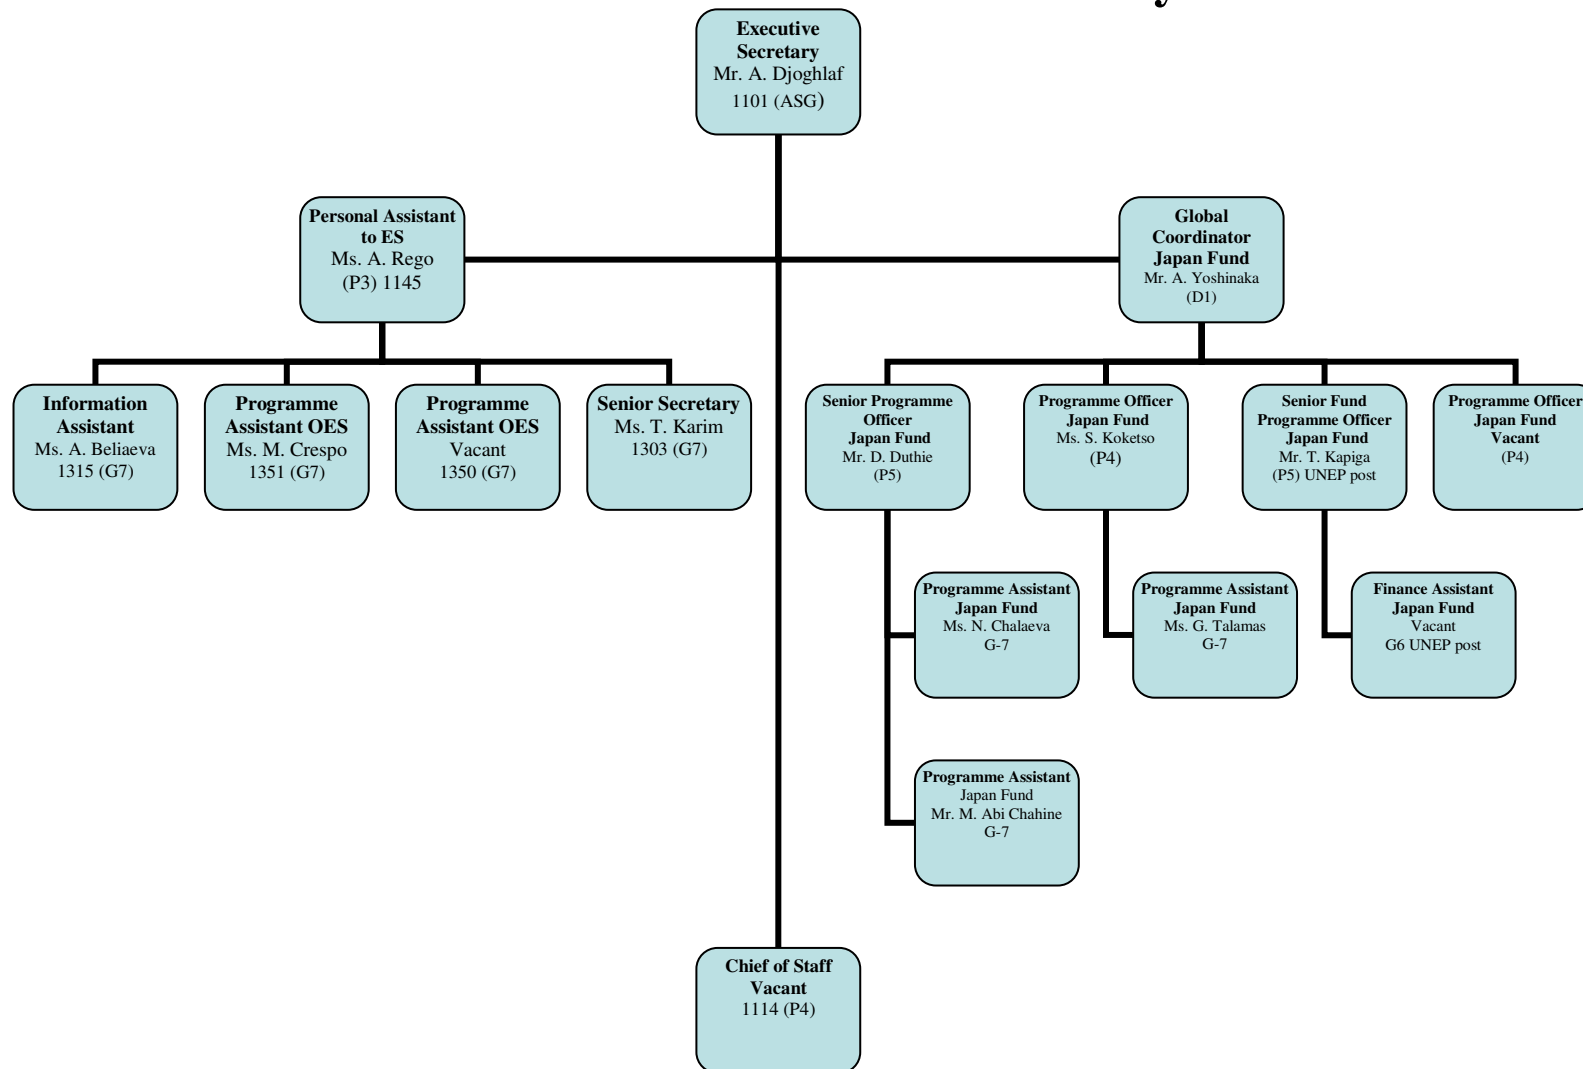 y
Executive
Secretary
Mr. A. Djoghlaf
1101 (ASG)
Personal Assistant
to ES
Ms. A. Rego
(P3) 1145
Global
Coordinator
Japan Fund
Mr. A. Yoshinaka
(D1)
Information
Assistant
Ms. A. Beliaeva
1315 (G7)
Programme
Assistant OES
Ms. M. Crespo
1351 (G7)
Programme
Assistant OES
Vacant
1350 (G7)
Senior Secretary
Ms. T. Karim
1303 (G7)
Senior Programme
Officer
Japan Fund
Mr. D. Duthie
(P5)
Programme Officer
Japan Fund
Ms. S. Koketso
(P4)
Senior Fund
Programme Officer
Japan Fund
Mr. T. Kapiga
(P5) UNEP post
Programme Officer
Japan Fund
Vacant
(P4)
Programme Assistant
Japan Fund
Ms. N. Chalaeva
G-7
Programme Assistant
Japan Fund
Ms. G. Talamas
G-7
Finance Assistant
Japan Fund
Vacant
G6 UNEP post
Programme Assistant
Japan Fund
Mr. M. Abi Chahine
G-7
Chief of Staff
Vacant
1114 (P4)